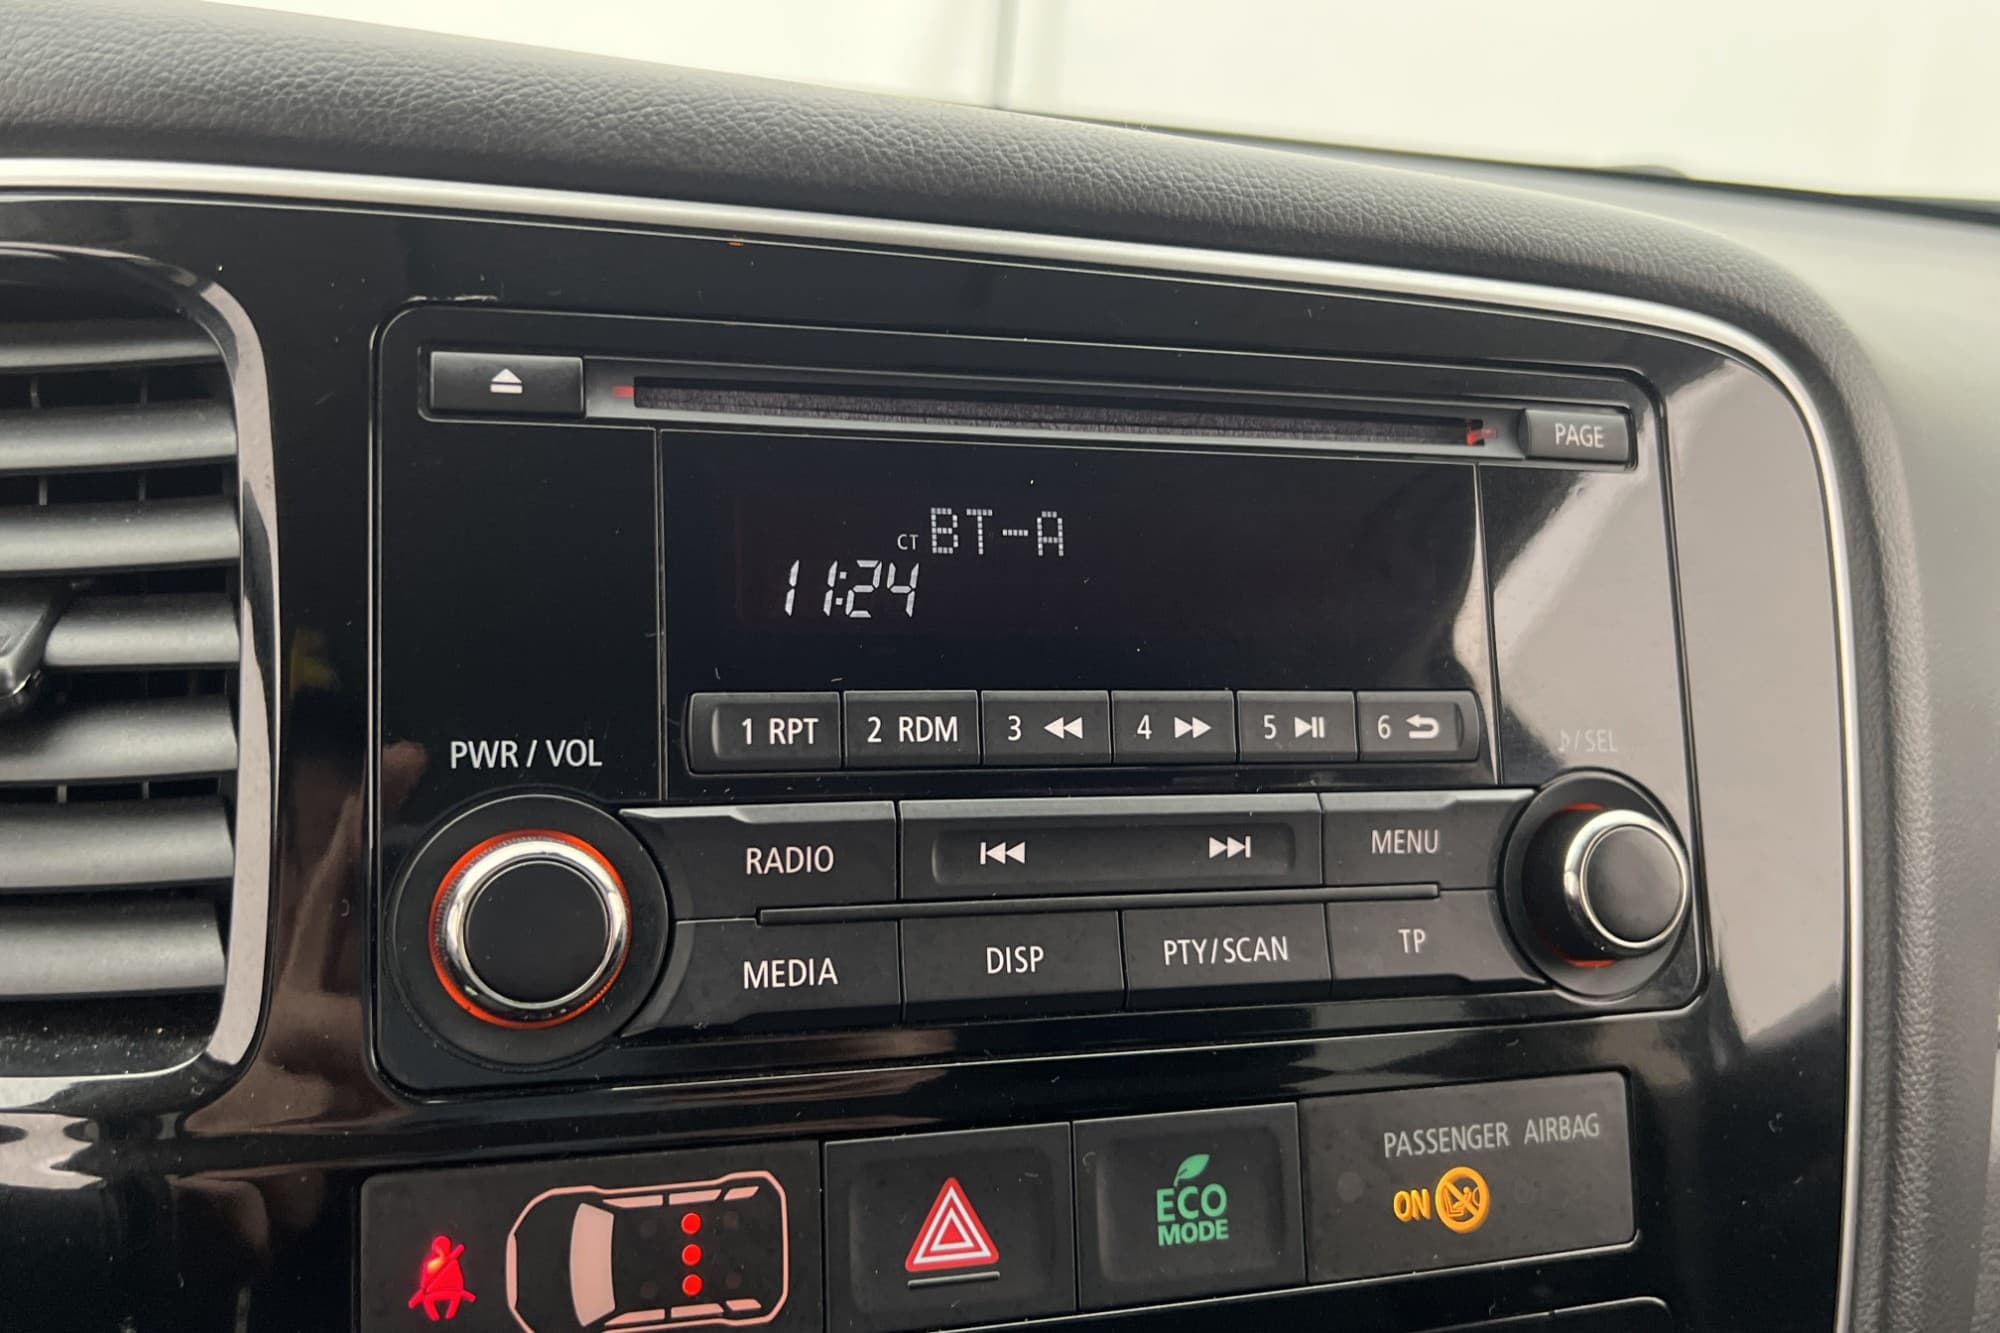 PAGE
CT BT-A
11:24
1 RPT 2 RDM 3 4 5 6
PWR / VOL
/SEL
RADIO MENU
MEDIA DISP PTY/SCAN TP
PASSENGER AIRBAG
ON
ECO
MODE